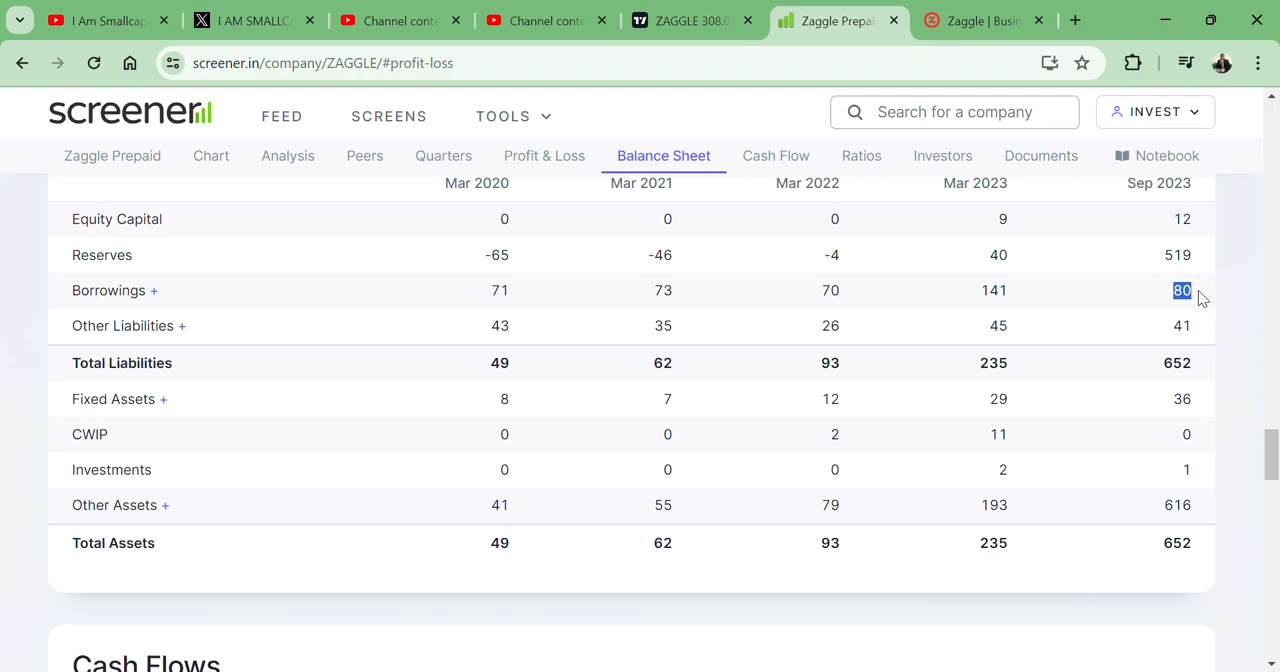 I Am Smallcap
I AM SMALLC
Channel conte
Channel conte
ZAGGLE 308.0
Zaggle Prepai
Zaggle | Busin
screener.in/company/ZAGGLE/#profit-loss
screener
FEED
SCREENS
TOOLS
Search for a company
INVEST
Zaggle Prepaid Chart Analysis Peers Quarters Profit & Loss Balance Sheet Cash Flow Ratios Investors Documents Notebook
Mar 2020 Mar 2021 Mar 2022 Mar 2023 Sep 2023
Equity Capital 0 0 0 9 12
Reserves -65 -46 -4 40 519
Borrowings + 71 73 70 141 80
Other Liabilities + 43 35 26 45 41
Total Liabilities 49 62 93 235 652
Fixed Assets + 8 7 12 29 36
CWIP 0 0 2 11 0
Investments 0 0 0 2 1
Other Assets + 41 55 79 193 616
Total Assets 49 62 93 235 652
Cash Flows